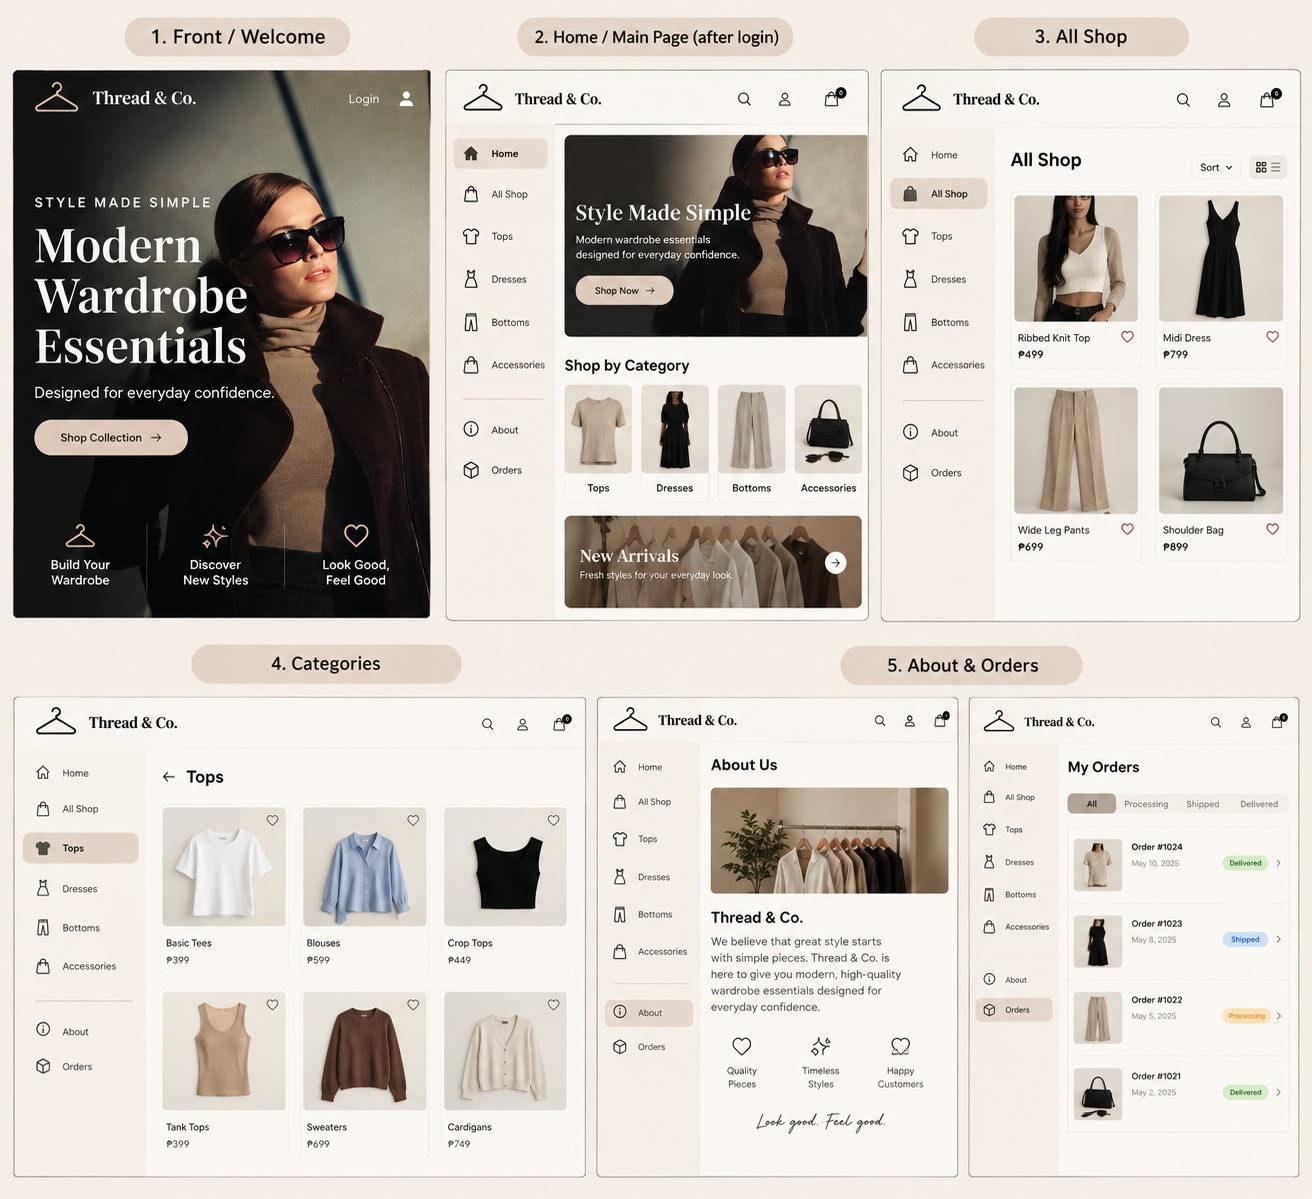 1. Front / Welcome
Thread & Co.
Login
STYLE MADE SIMPLE
Modern
Wardrobe
Essentials
Designed for everyday confidence.
Shop Collection →
Build Your
Wardrobe
Discover
New Styles
Look Good,
Feel Good
2. Home / Main Page (after login)
Thread & Co.
0
Home
All Shop
Tops
Dresses
Bottoms
Accessories
About
Orders
Style Made Simple
Modern wardrobe essentials
designed for everyday confidence.
Shop Now →
Shop by Category
Tops
Dresses
Bottoms
Accessories
New Arrivals
Fresh styles for your everyday look.
3. All Shop
Thread & Co.
0
Home
All Shop
Tops
Dresses
Bottoms
Accessories
About
Orders
All Shop
Sort
Ribbed Knit Top
₱499
Midi Dress
₱799
Wide Leg Pants
₱699
Shoulder Bag
₱899
4. Categories
Thread & Co.
0
Home
All Shop
Tops
Dresses
Bottoms
Accessories
About
Orders
← Tops
Basic Tees
₱399
Blouses
₱599
Crop Tops
₱449
Tank Tops
₱399
Sweaters
₱699
Cardigans
₱749
5. About & Orders
Thread & Co.
Home
All Shop
Tops
Dresses
Bottoms
Accessories
About
Orders
About Us
Thread & Co.
We believe that great style starts
with simple pieces. Thread & Co. is
here to give you modern, high-quality
wardrobe essentials designed for
everyday confidence.
Quality
Pieces
Timeless
Styles
Happy
Customers
Look good. Feel good.
Thread & Co.
Home
All Shop
Tops
Dresses
Bottoms
Accessories
About
Orders
My Orders
All
Processing
Shipped
Delivered
Order #1024
May 10, 2025
Delivered
Order #1023
May 8, 2025
Shipped
Order #1022
May 5, 2025
Processing
Order #1021
May 2, 2025
Delivered